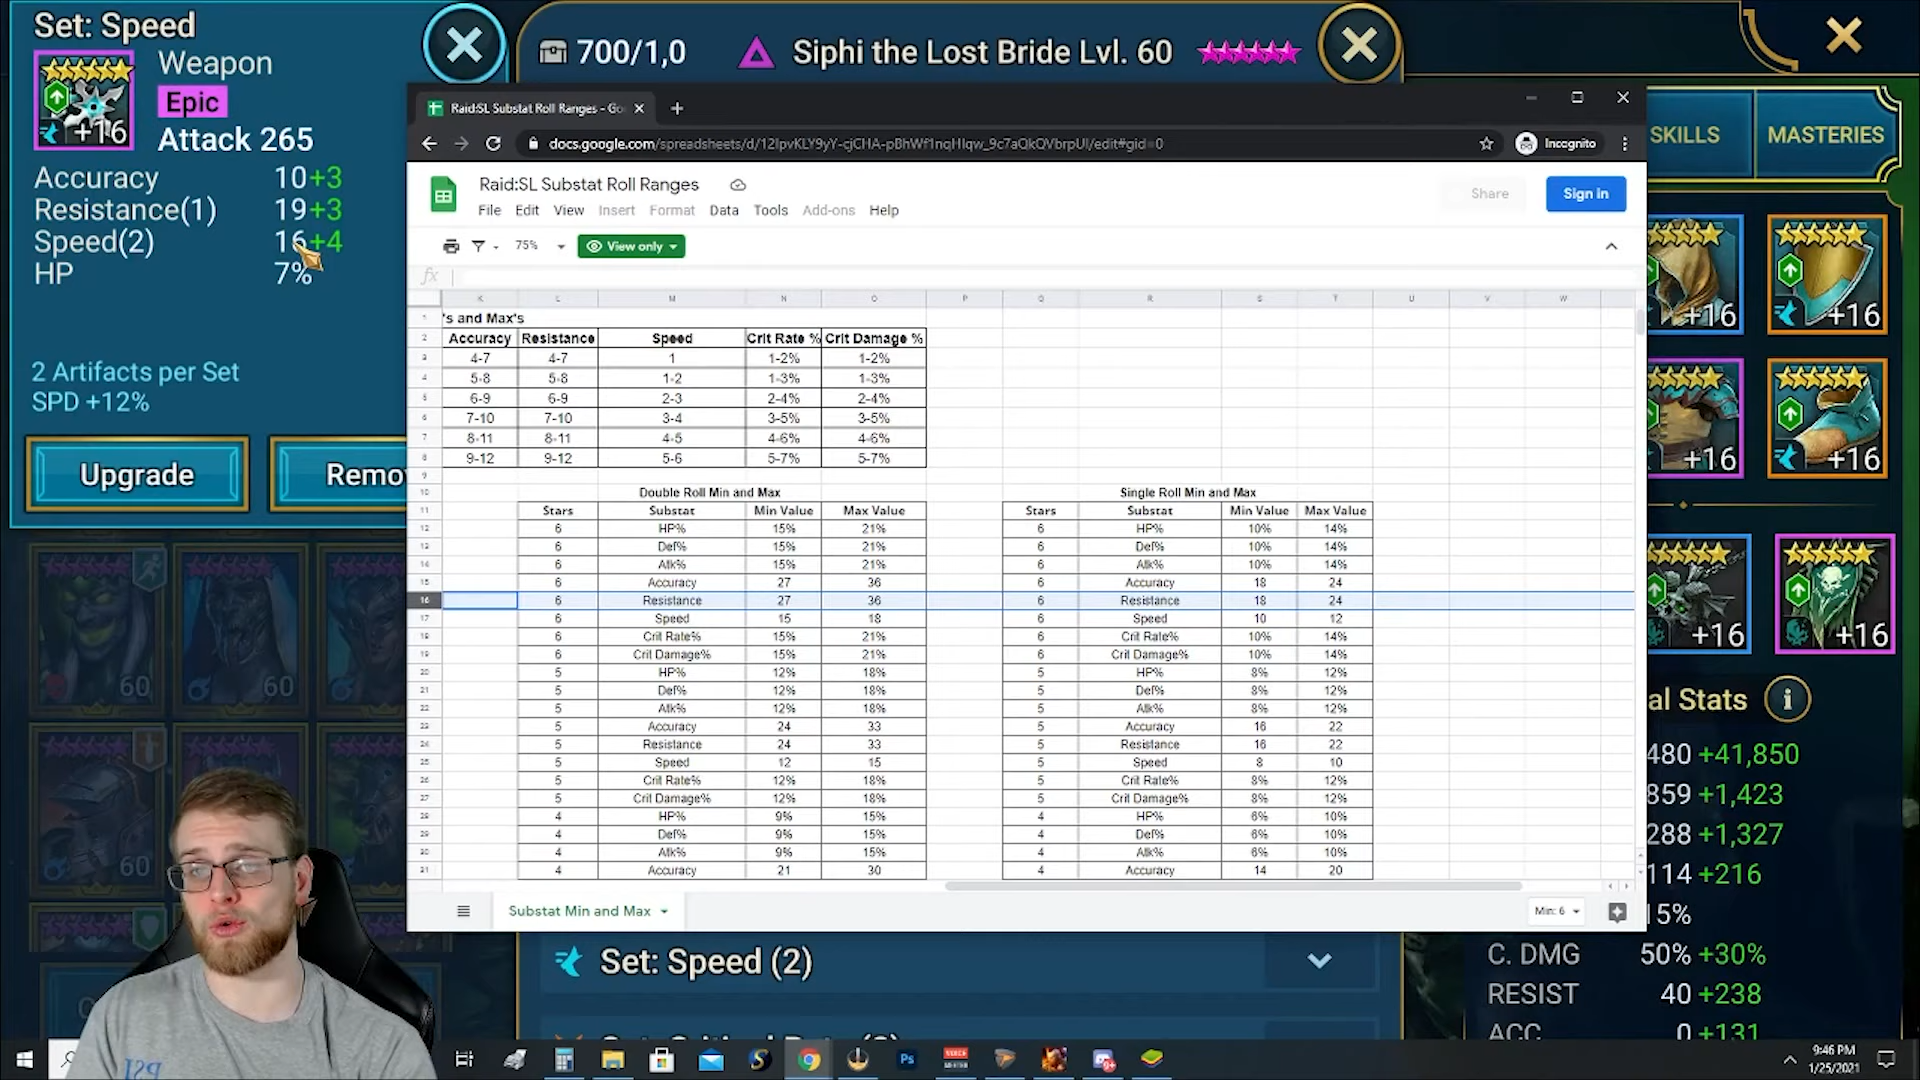 Set: Speed
Weapon
Epic
+16
Attack 265
Accuracy 10+3
Resistance(1) 19+3
Speed(2) 16+4
HP 7%
2 Artifacts per Set
SPD +12%
Upgrade
700/1,0
Siphi the Lost Bride Lvl. 60
SKILLS
MASTERIES
Raid:SL Substat Roll Ranges - Go
Incognito
Raid:SL Substat Roll Ranges
File Edit View Insert Format Data Tools Add-ons Help
Share
Sign in
75%
View only
fx
K L M N O P Q R S T U V W
's and Max's
Accuracy Resistance Speed Crit Rate % Crit Damage %
4-7 4-7 1 1-2% 1-2%
5-8 5-8 1-2 1-3% 1-3%
6-9 6-9 2-3 2-4% 2-4%
7-10 7-10 3-4 3-5% 3-5%
8-11 8-11 4-5 4-6% 4-6%
9-12 9-12 5-6 5-7% 5-7%
Double Roll Min and Max Single Roll Min and Max
Stars Substat Min Value Max Value Stars Substat Min Value Max Value
6 HP% 15% 21% 6 HP% 10% 14%
6 Def% 15% 21% 6 Def% 10% 14%
6 Atk% 15% 21% 6 Atk% 10% 14%
6 Accuracy 27 36 6 Accuracy 18 24
6 Resistance 27 36 6 Resistance 18 24
6 Speed 15 18 6 Speed 10 12
6 Crit Rate% 15% 21% 6 Crit Rate% 10% 14%
6 Crit Damage% 15% 21% 6 Crit Damage% 10% 14%
5 HP% 12% 18% 5 HP% 8% 12%
5 Def% 12% 18% 5 Def% 8% 12%
5 Atk% 12% 18% 5 Atk% 8% 12%
5 Accuracy 24 33 5 Accuracy 16 22
5 Resistance 24 33 5 Resistance 16 22
5 Speed 12 15 5 Speed 8 10
5 Crit Rate% 12% 18% 5 Crit Rate% 8% 12%
5 Crit Damage% 12% 18% 5 Crit Damage% 8% 12%
4 HP% 9% 15% 4 HP% 6% 10%
4 Def% 9% 15% 4 Def% 6% 10%
4 Atk% 9% 15% 4 Atk% 6% 10%
4 Accuracy 21 30 4 Accuracy 14 20
Substat Min and Max
Min: 6
+16
+16
+16
+16
+16
+16
al Stats
480 +41,850
859 +1,423
288 +1,327
114 +216
15%
C. DMG 50% +30%
RESIST 40 +238
ACC 0 +131
60
60
60
Set: Speed (2)
Ps
9:46 PM
1/25/2021